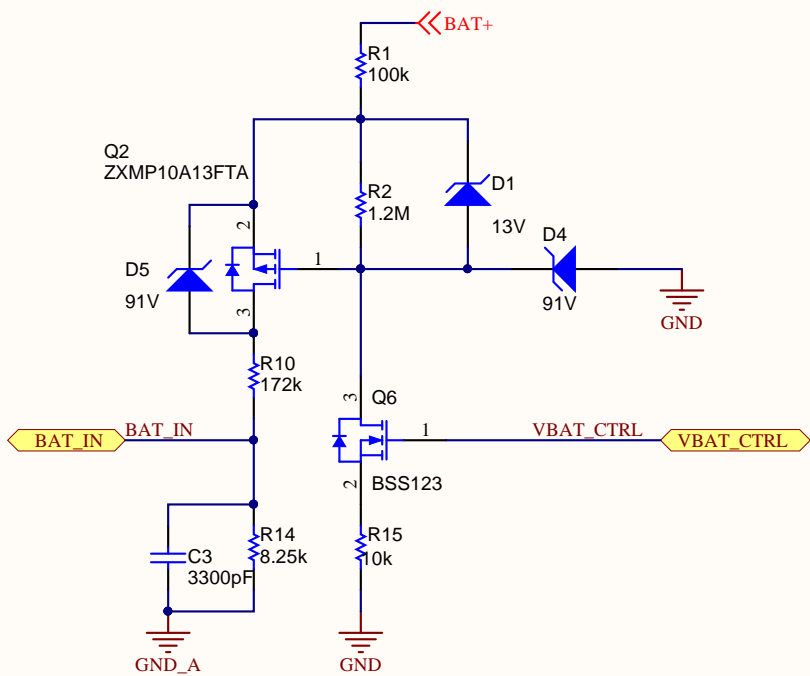 BAT+
R1
100k
Q2
ZXMP10A13FTA
2
R2
1.2M
D1
13V
D4
91V
1
D5
91V
3
GND
R10
172k
3
Q6
BAT_IN
BAT_IN
1
VBAT_CTRL
VBAT_CTRL
2
BSS123
R14
8.25k
R15
10k
C3
3300pF
GND_A
GND